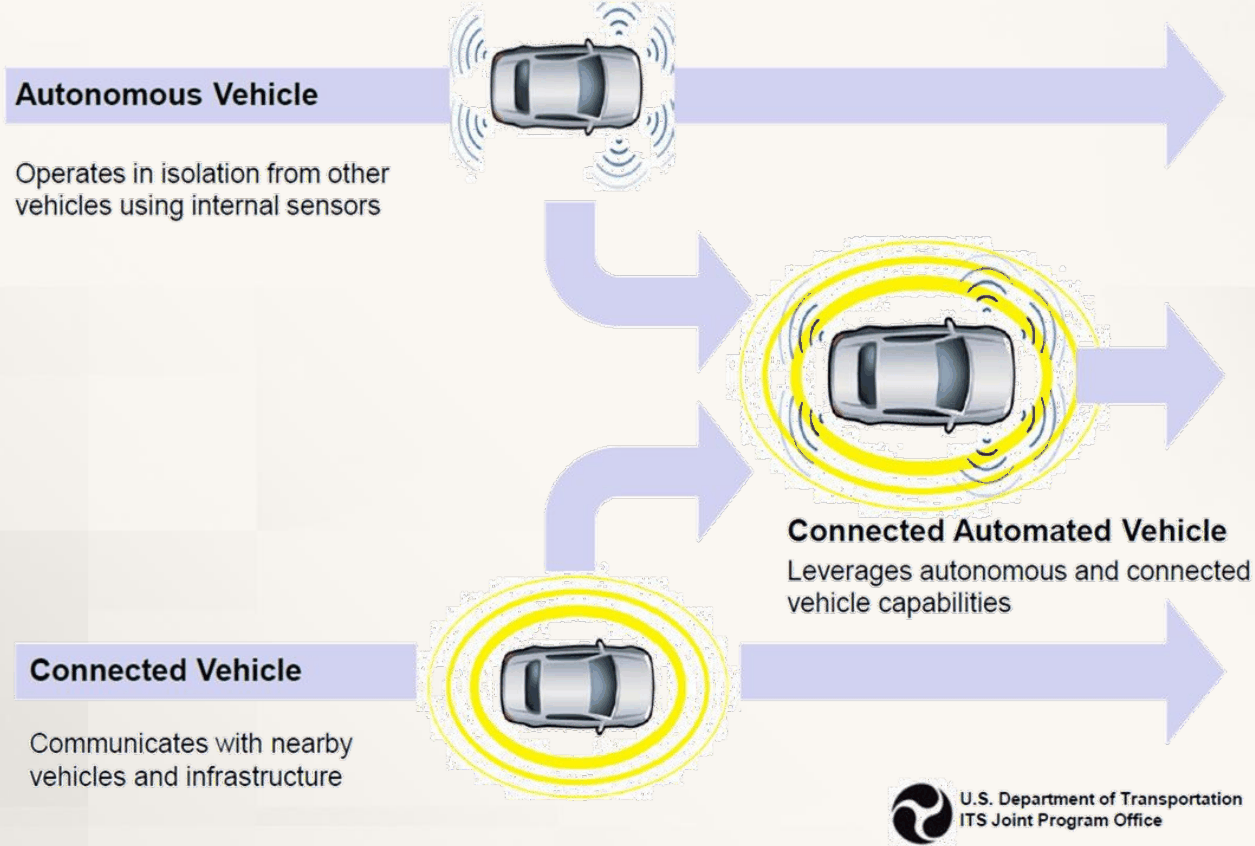 Autonomous Vehicle
Operates in isolation from other
vehicles using internal sensors
Connected Automated Vehicle
Leverages autonomous and connected
vehicle capabilities
Connected Vehicle
Communicates with nearby
vehicles and infrastructure
U.S. Department of Transportation
ITS Joint Program Office